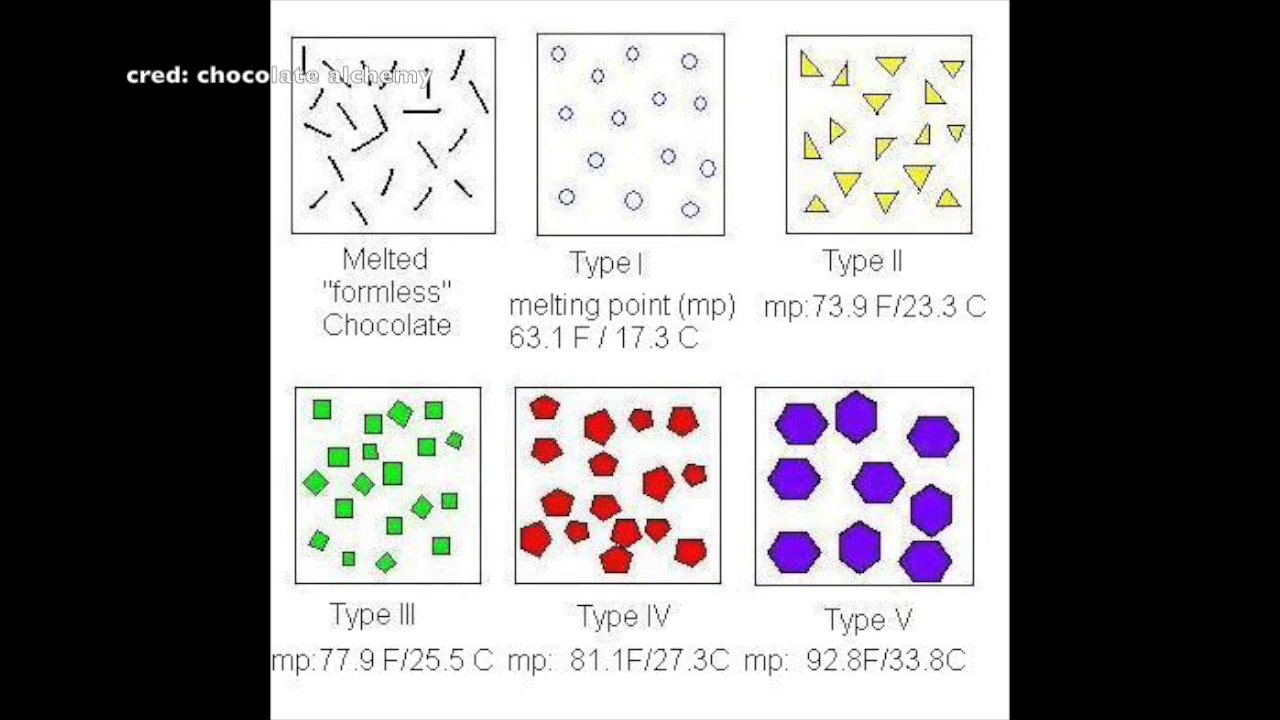 cred: chocolate alchemy
Melted
"formless"
Chocolate
Type I
melting point (mp)
63.1 F / 17.3 C
Type II
mp:73.9 F/23.3 C
Type III
mp:77.9 F/25.5 C
Type IV
mp: 81.1F/27.3C
Type V
mp: 92.8F/33.8C